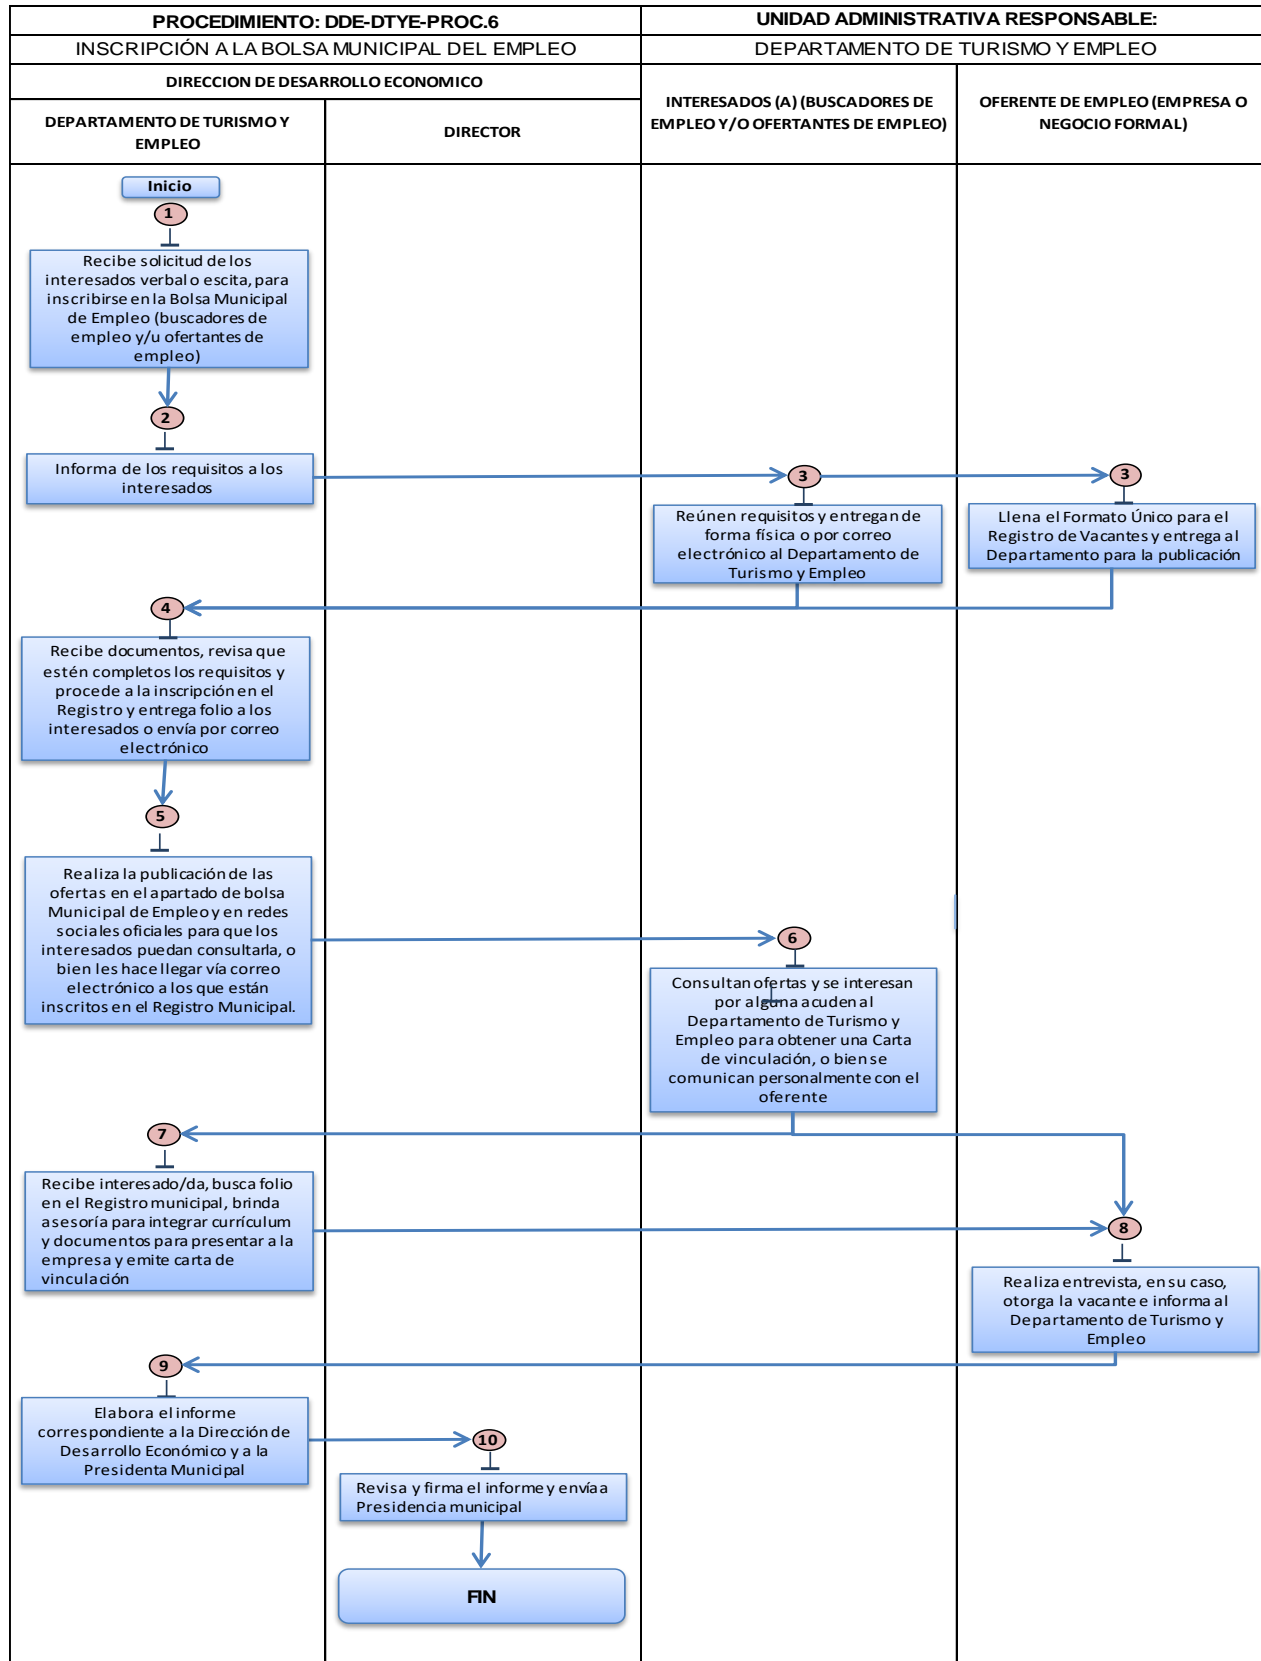 PROCEDIMIENTO: DDE-DTYE-PROC.6
UNIDAD ADMINISTRATIVA RESPONSABLE:
INSCRIPCIÓN A LA BOLSA MUNICIPAL DEL EMPLEO
DEPARTAMENTO DE TURISMO Y EMPLEO
DIRECCION DE DESARROLLO ECONOMICO
DEPARTAMENTO DE TURISMO Y
EMPLEO
DIRECTOR
INTERESADOS (A) (BUSCADORES DE
EMPLEO Y/O OFERTANTES DE EMPLEO)
OFERENTE DE EMPLEO (EMPRESA O
NEGOCIO FORMAL)
Inicio
1
Recibe solicitud de los
interesados verbal o escita, para
inscribirse en la Bolsa Municipal
de Empleo (buscadores de
empleo y/u ofertantes de
empleo)
2
Informa de los requisitos a los
interesados
3
Reúnen requisitos y entregan de
forma física o por correo
electrónico al Departamento de
Turismo y Empleo
3
Llena el Formato Único para el
Registro de Vacantes y entrega al
Departamento para la publicación
4
Recibe documentos, revisa que
estén completos los requisitos y
procede a la inscripción en el
Registro y entrega folio a los
interesados o envía por correo
electrónico
5
Realiza la publicación de las
ofertas en el apartado de bolsa
Municipal de Empleo y en redes
sociales oficiales para que los
interesados puedan consultarla, o
bien les hace llegar vía correo
electrónico a los que están
inscritos en el Registro Municipal.
6
Consultan ofertas y se interesan
por alguna acuden al
Departamento de Turismo y
Empleo para obtener una Carta
de vinculación, o bien se
comunican personalmente con el
oferente
7
Recibe interesado/da, busca folio
en el Registro municipal, brinda
asesoría para integrar currículum
y documentos para presentar a la
empresa y emite carta de
vinculación
8
Realiza entrevista, en su caso,
otorga la vacante e informa al
Departamento de Turismo y
Empleo
9
Elabora el informe
correspondiente a la Dirección de
Desarrollo Económico y a la
Presidenta Municipal
10
Revisa y firma el informe y envía a
Presidencia municipal
FIN